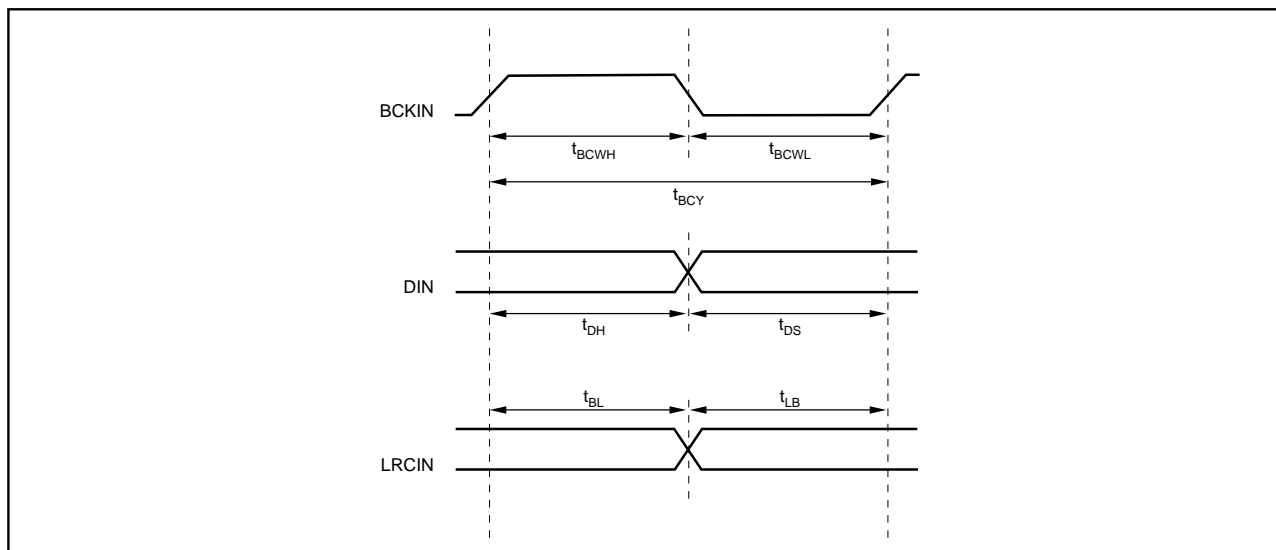 BCKIN
tBCWH tBCWL
tBCY
DIN
tDH tDS
tBL tLB
LRCIN